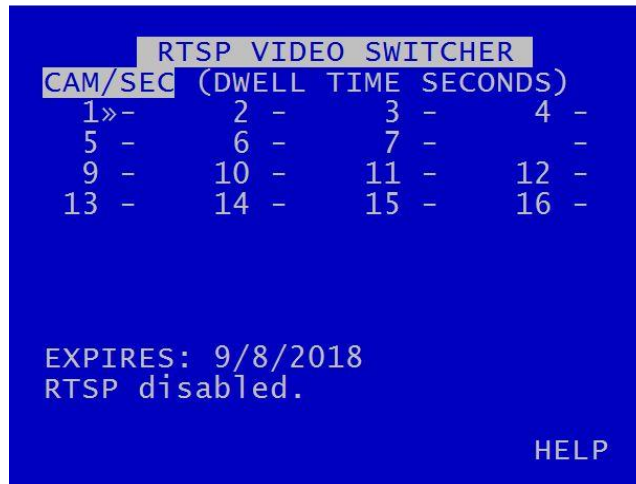 RTSP VIDEO SWITCHER
CAM/SEC (DWELL TIME SECONDS)
1»- 2 - 3 - 4 -
5 - 6 - 7 - -
9 - 10 - 11 - 12 -
13 - 14 - 15 - 16 -
EXPIRES: 9/8/2018
RTSP disabled.
HELP